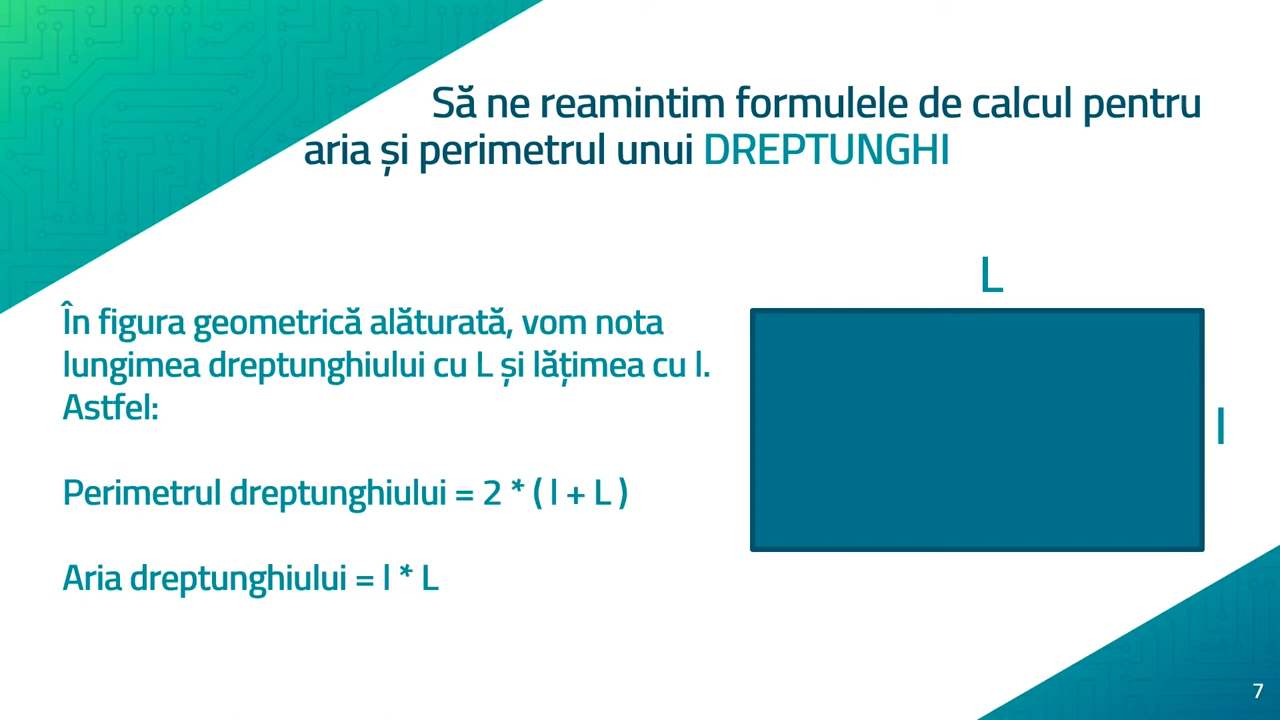 Să ne reamintim formulele de calcul pentru
aria și perimetrul unui DREPTUNGHI
L
În figura geometrică alăturată, vom nota
lungimea dreptunghiului cu L și lățimea cu l.
Astfel:
l
Perimetrul dreptunghiului = 2 * ( l + L )
Aria dreptunghiului = l * L
7